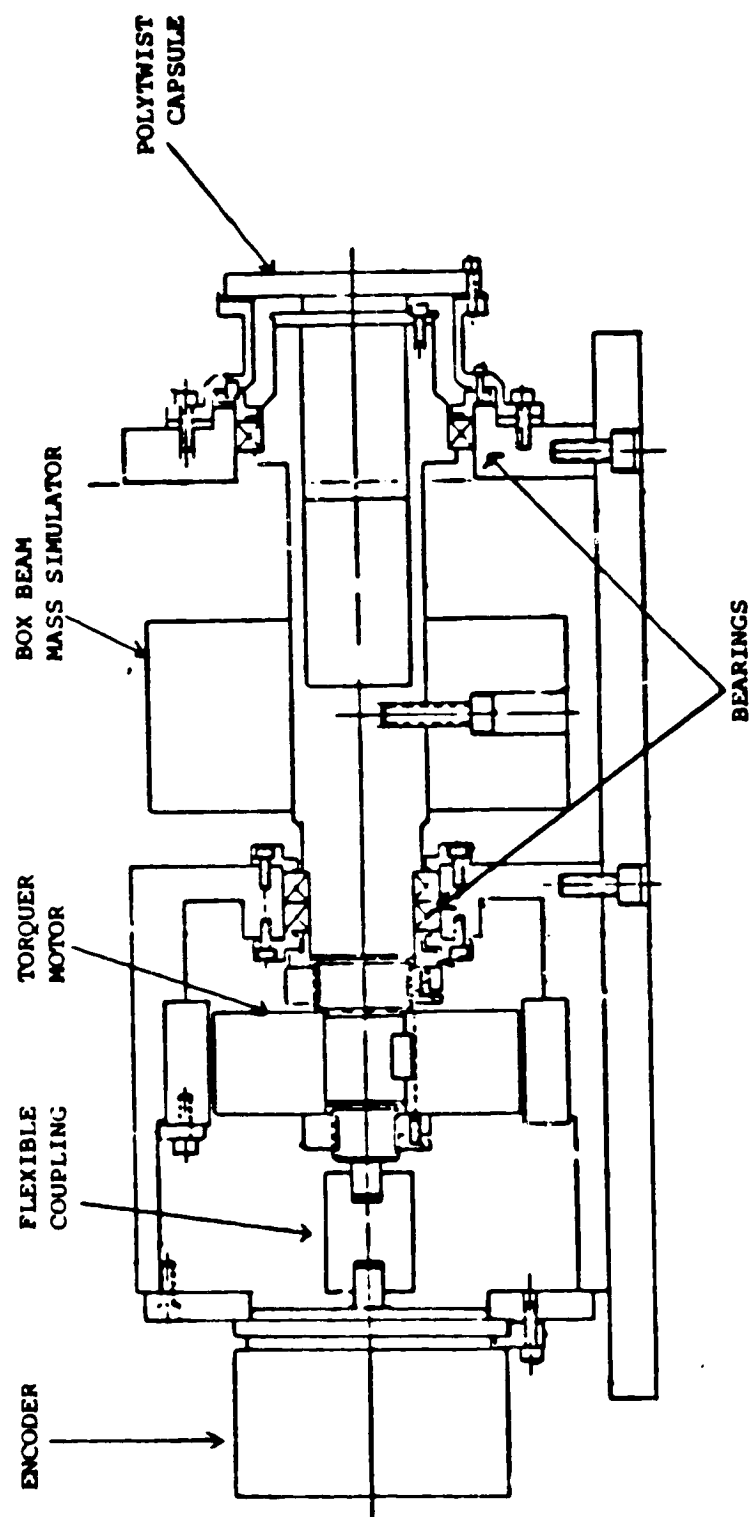 ENCODER
FLEXIBLE
COUPLING
TORQUER
MOTOR
BOX BEAM
MASS SIMULATOR
POLYTWIST
CAPSULE
BEARINGS